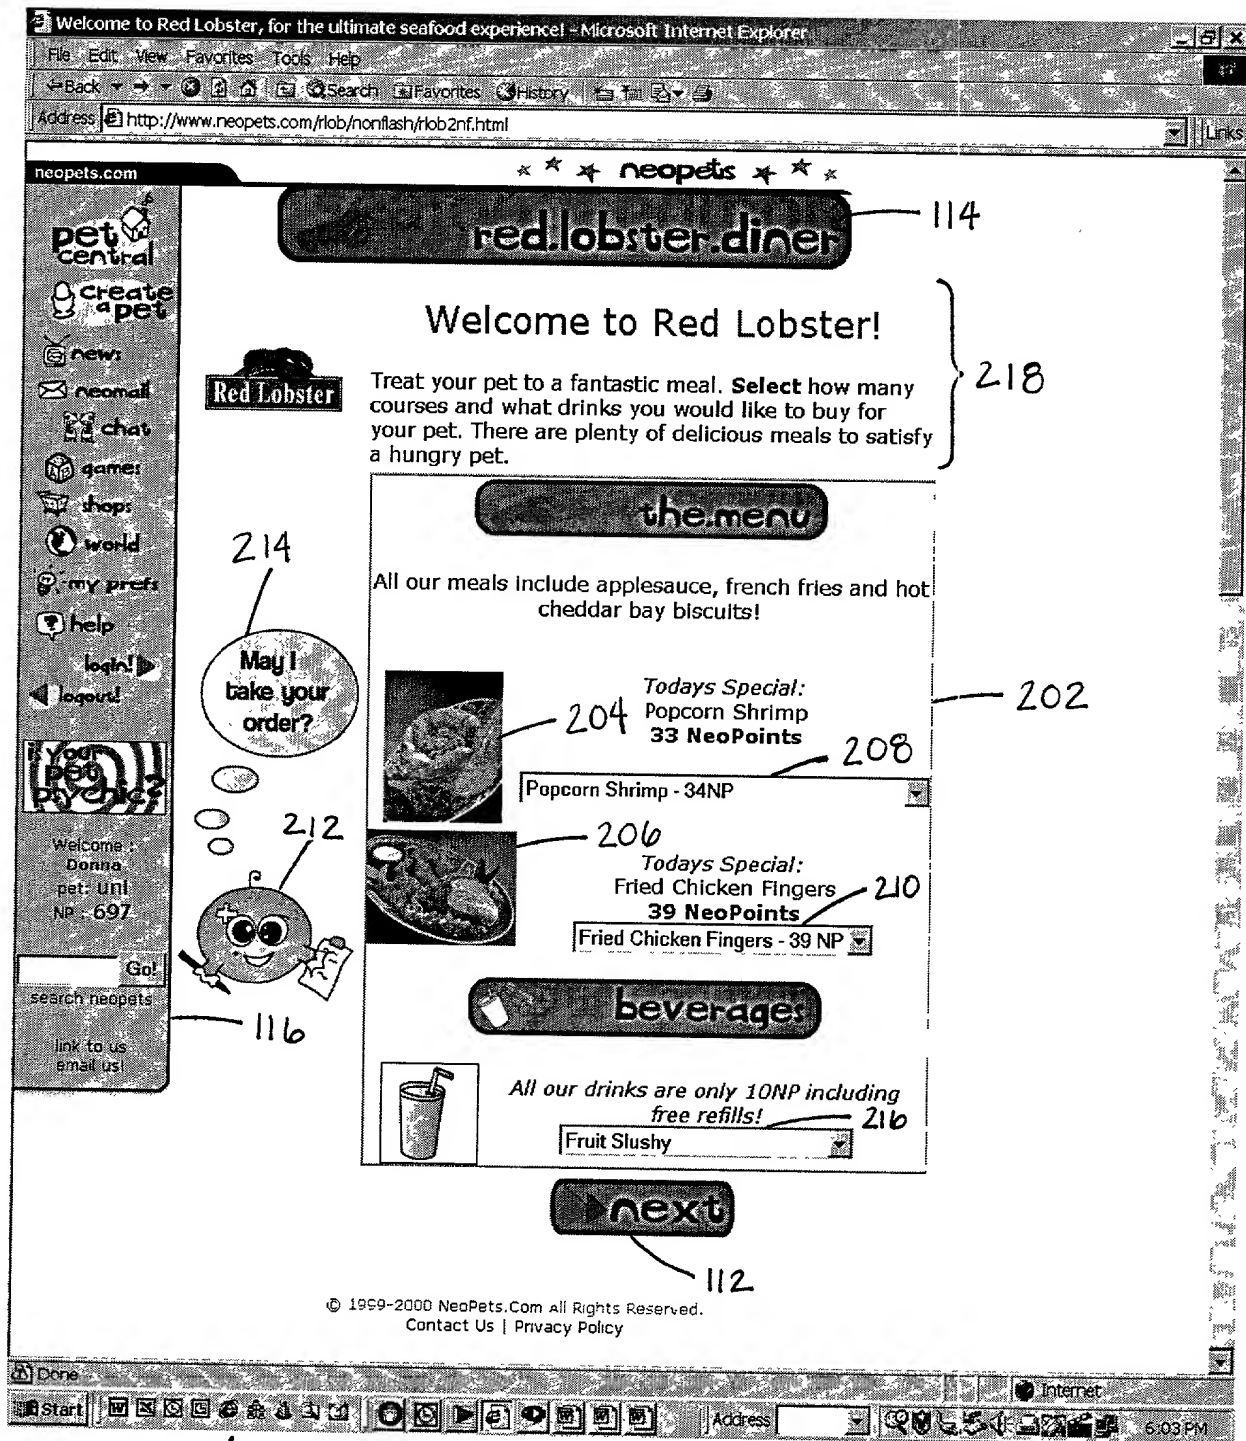 Welcome to Red Lobster, for the ultimate seafood experience! - Microsoft Internet Explorer
File Edit View Favorites Tools Help
Back Search Favorites History
Address http://www.neopets.com/rlob/nonflash/rlob2nf.html Links
neopets.com
neopets
red.lobster.diner
114
pet central
create a pet
news
neomail
chat
games
shops
world
my prefs
help
login!
logout!
your pet psychic?
Welcome :
Donna
pet: uni
NP : 697
Go!
search neopets
116
link to us
email us!
Welcome to Red Lobster!
218
Red Lobster
Treat your pet to a fantastic meal. Select how many
courses and what drinks you would like to buy for
your pet. There are plenty of delicious meals to satisfy
a hungry pet.
the.menu
214
All our meals include applesauce, french fries and hot
cheddar bay biscuits!
May I
take your
order?
212
202
204
Todays Special:
Popcorn Shrimp
33 NeoPoints
208
Popcorn Shrimp - 34NP
206
Todays Special:
Fried Chicken Fingers
210
39 NeoPoints
Fried Chicken Fingers - 39 NP
beverages
All our drinks are only 10NP including
free refills!
216
Fruit Slushy
next
112
© 1999-2000 NeoPets.Com All Rights Reserved.
Contact Us | Privacy Policy
Done Internet
Start Address 6:03 PM